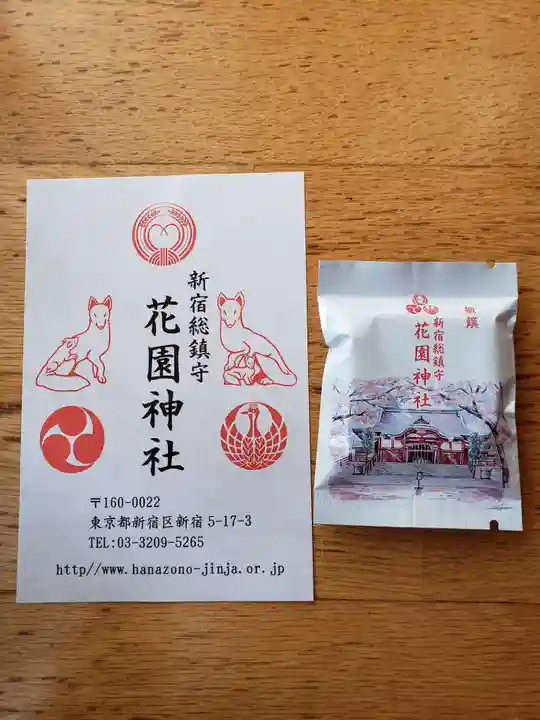 新宿総鎮守
花園神社
〒160-0022
東京都新宿区新宿 5-17-3
TEL:03-3209-5265
http//www.hanazono-jinja.or.jp
撤饌
新宿総鎮守
花園神社